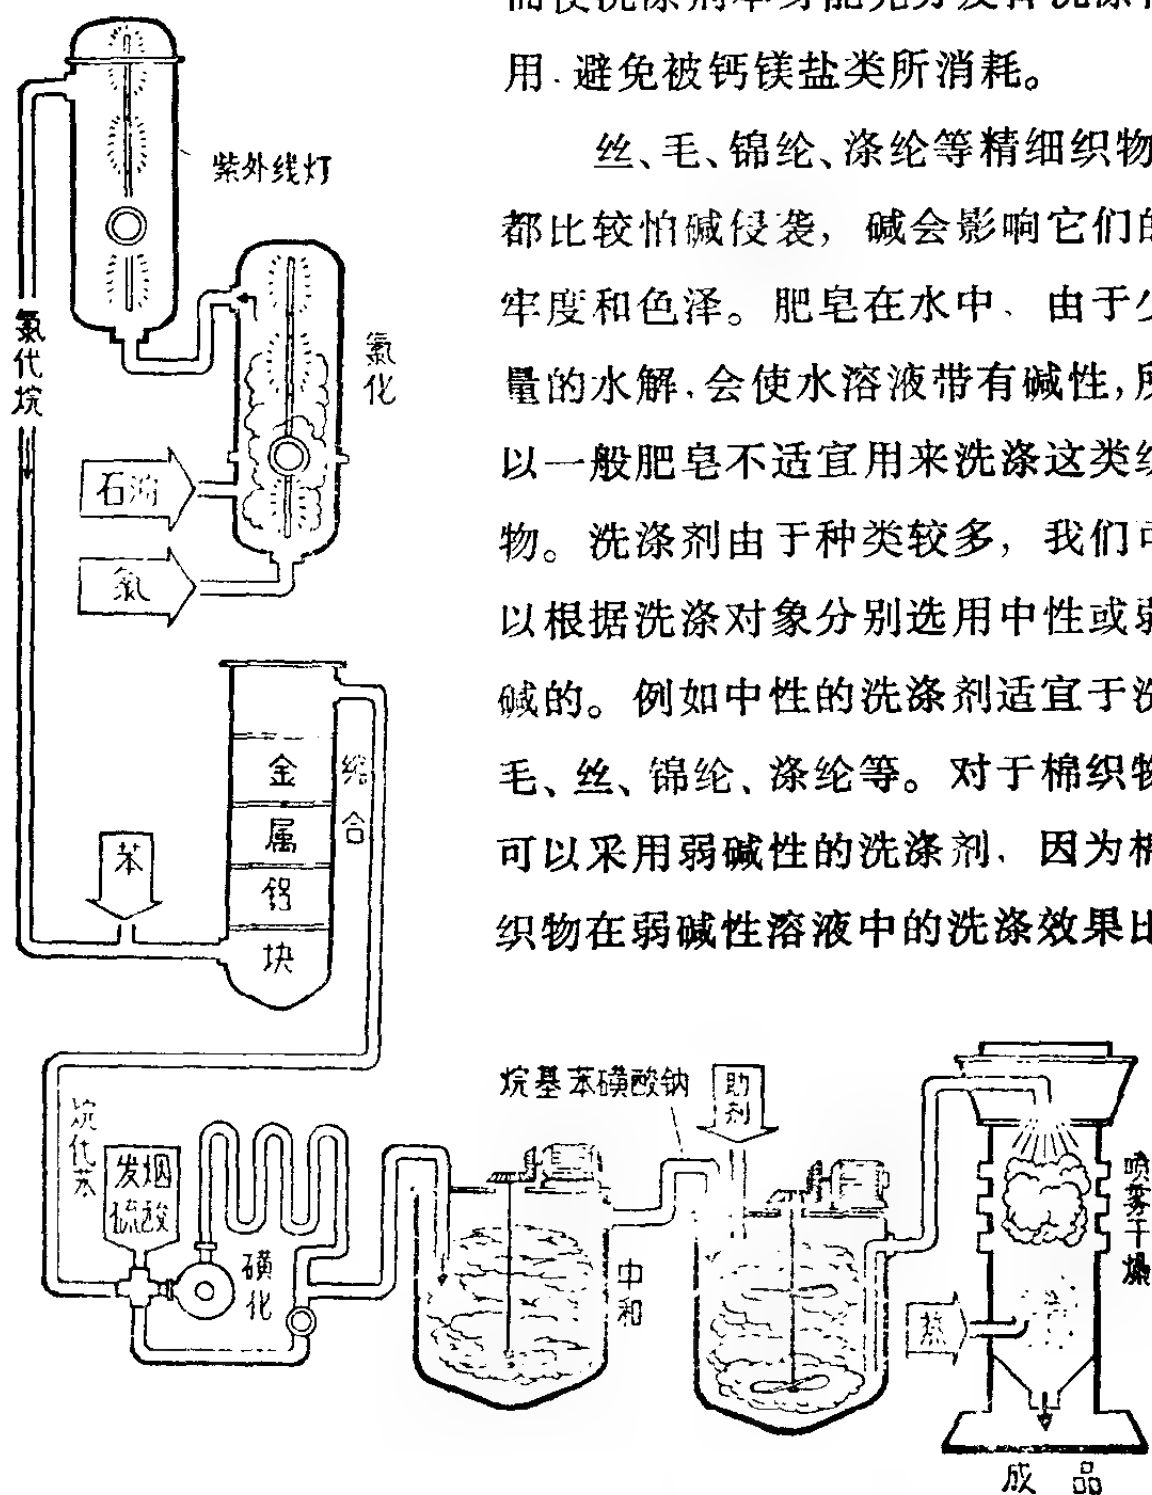 用.避免被钙镁盐类所消耗。
丝、毛、锦纶、涤纶等精细织物
都比较怕碱侵袭，碱会影响它们的
牢度和色泽。肥皂在水中、由于少
量的水解.会使水溶液带有碱性，所
以一般肥皂不适宜用来洗涤这类织
物。洗涤剂由于种类较多，我们可
以根据洗涤对象分别选用中性或弱
碱的。例如中性的洗涤剂适宜于洗
毛、丝、锦纶、涤纶等。对于棉织物
可以采用弱碱性的洗涤剂、因为棉
织物在弱碱性溶液中的洗涤效果比
紫外线灯
氯代烷
氯化
石油
氯
金属铝块
缩合
苯
烷代苯
发烟
硫酸
磺化
中和
烷基苯磺酸钠
助剂
喷雾干燥
成品